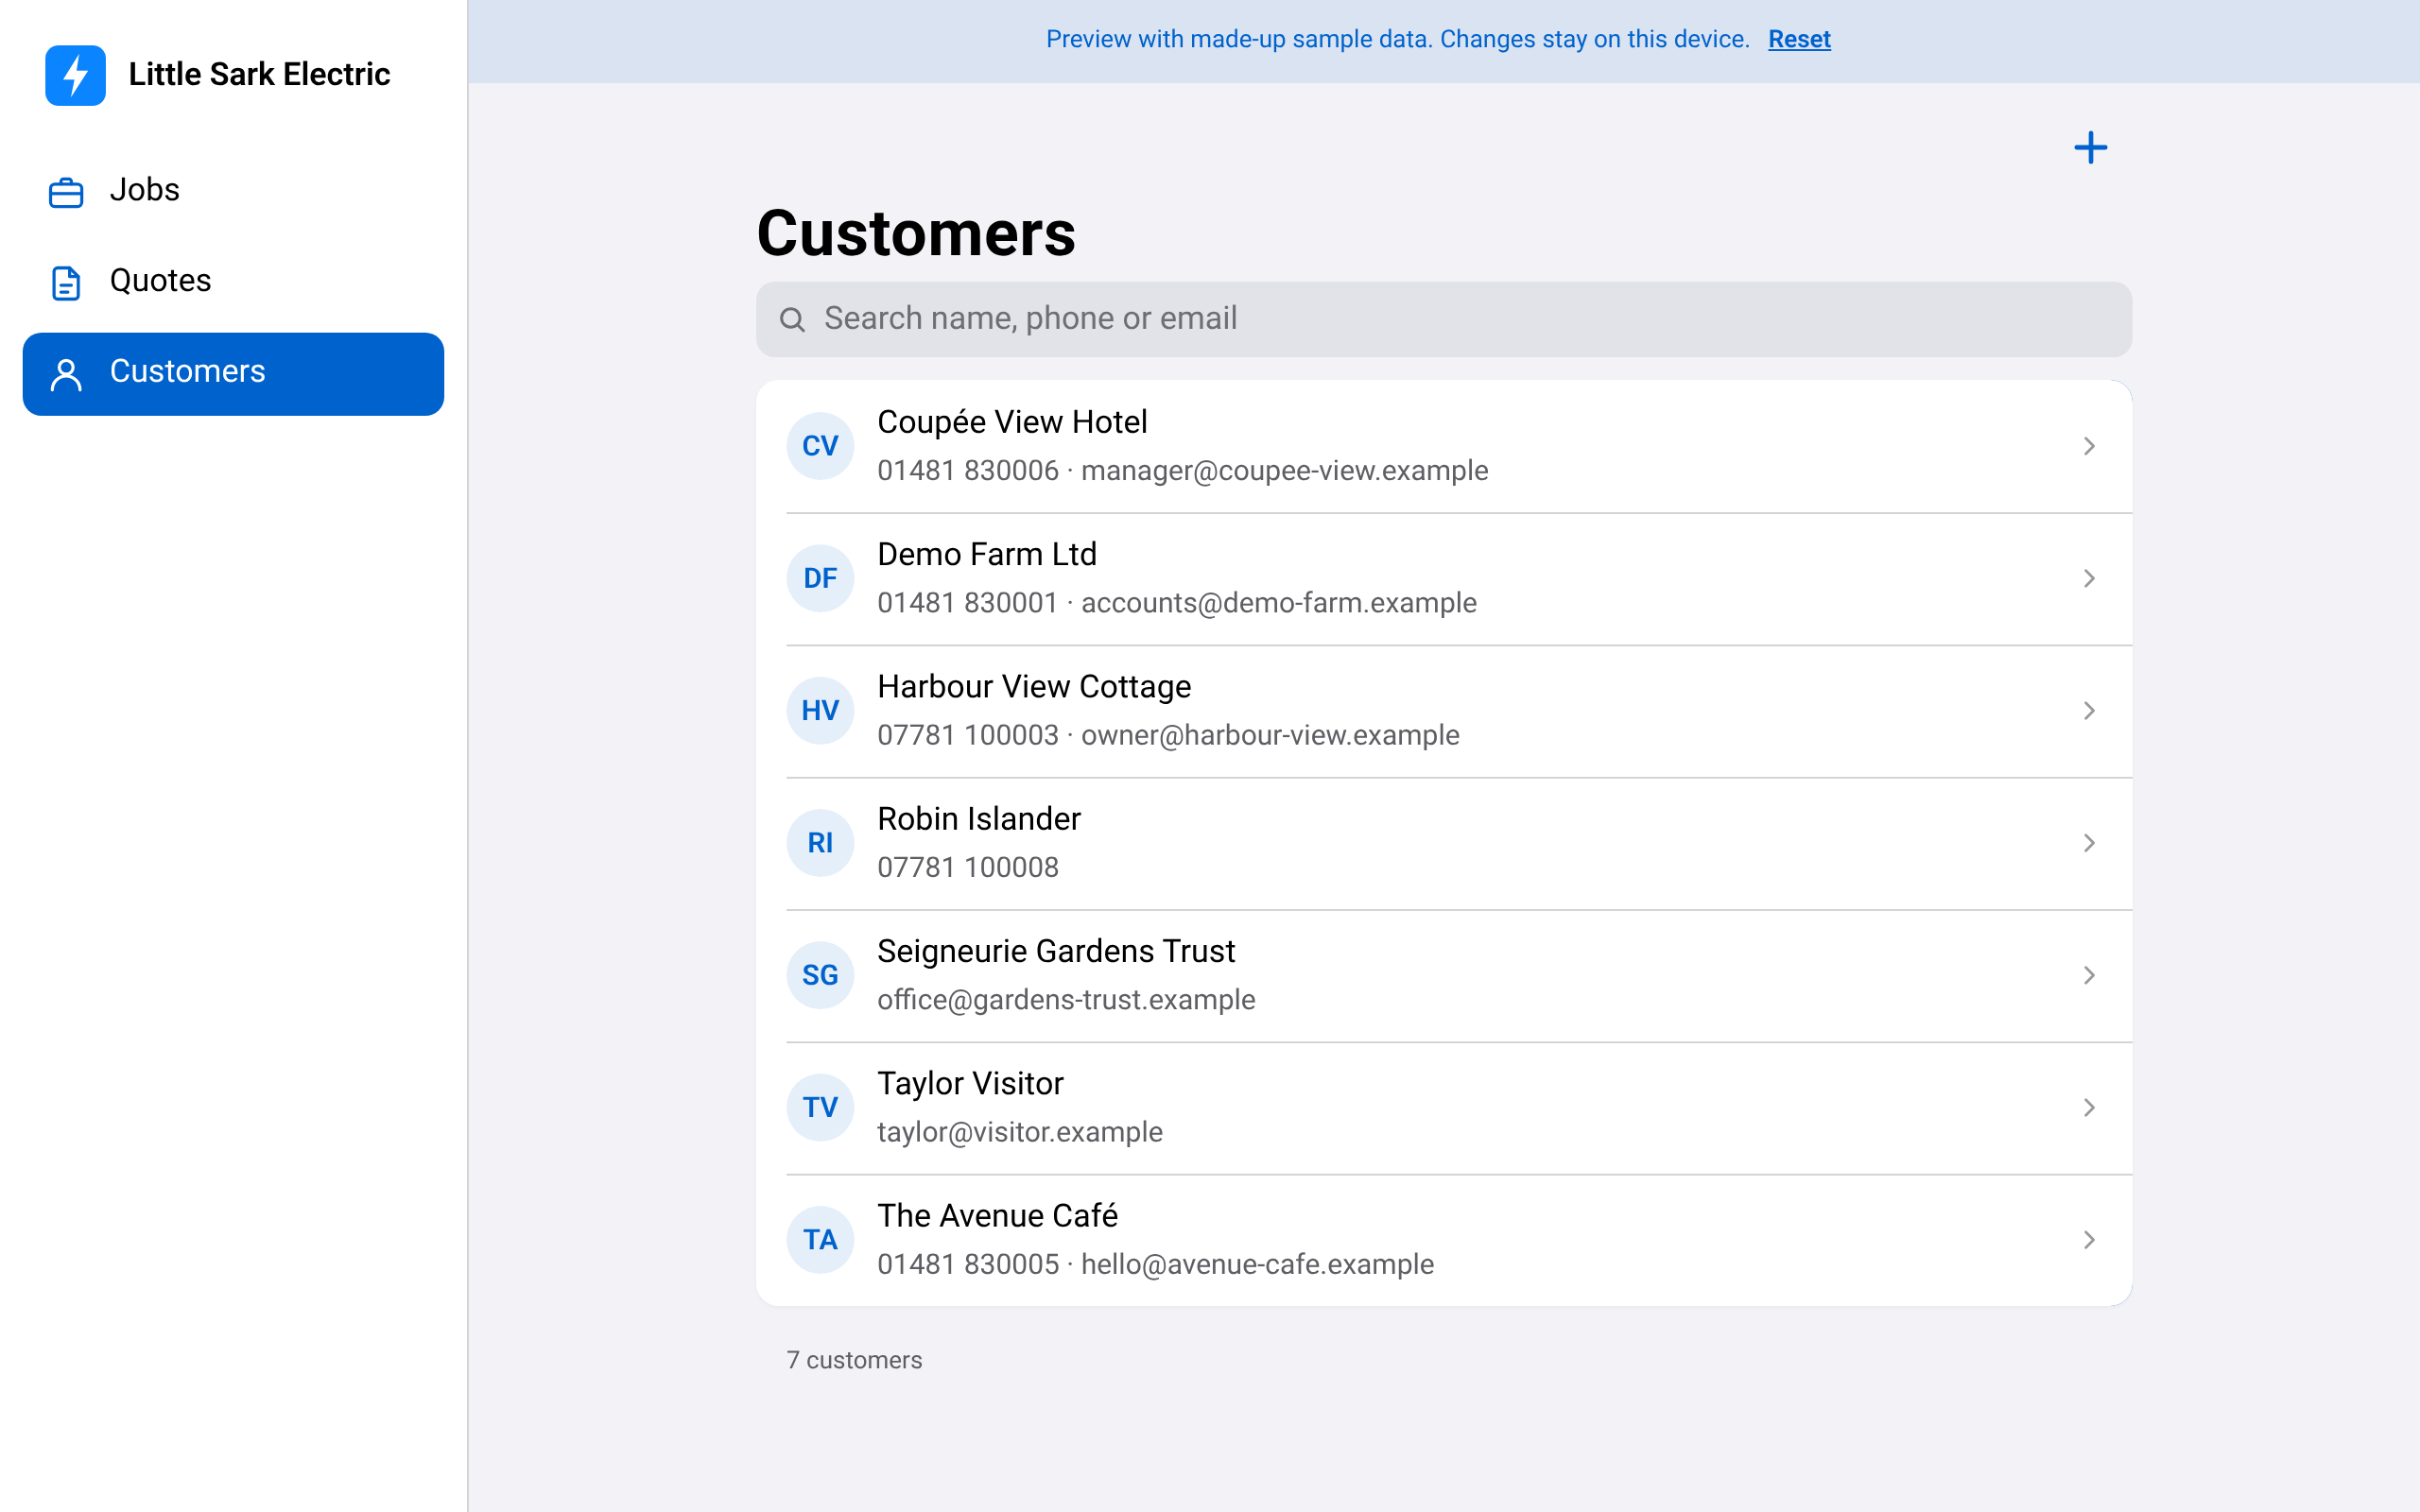 Little Sark Electric
Jobs
Quotes
Customers
Preview with made-up sample data. Changes stay on this device. Reset
Customers
Search name, phone or email
CV
Coupée View Hotel
01481 830006 · manager@coupee-view.example
DF
Demo Farm Ltd
01481 830001 · accounts@demo-farm.example
HV
Harbour View Cottage
07781 100003 · owner@harbour-view.example
RI
Robin Islander
07781 100008
SG
Seigneurie Gardens Trust
office@gardens-trust.example
TV
Taylor Visitor
taylor@visitor.example
TA
The Avenue Café
01481 830005 · hello@avenue-cafe.example
7 customers